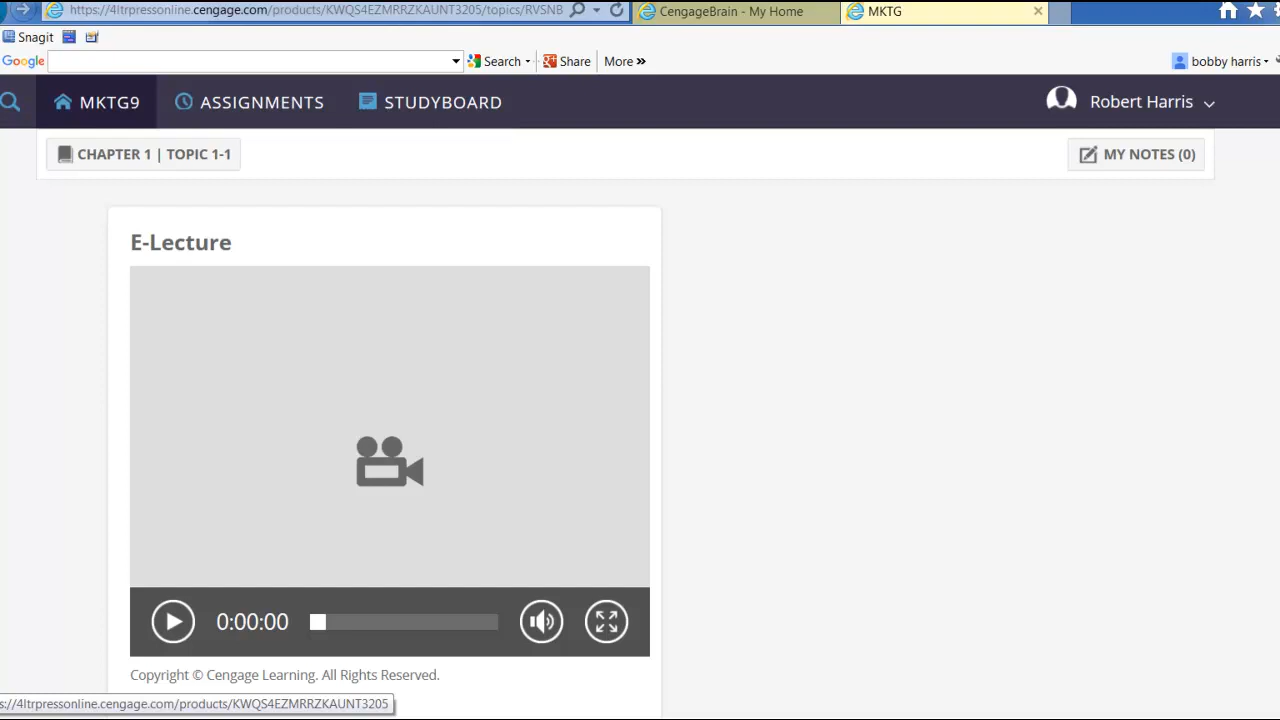 https://4ltrpressonline.cengage.com/products/KWQS4EZMRRZKAUNT3205/topics/RVSNB
CengageBrain - My Home
MKTG
Snagit
Google
Search
Share
More »
bobby harris
MKTG9
ASSIGNMENTS
STUDYBOARD
Robert Harris
CHAPTER 1 | TOPIC 1-1
MY NOTES (0)
E-Lecture
0:00:00
Copyright © Cengage Learning. All Rights Reserved.
s://4ltrpressonline.cengage.com/products/KWQS4EZMRRZKAUNT3205